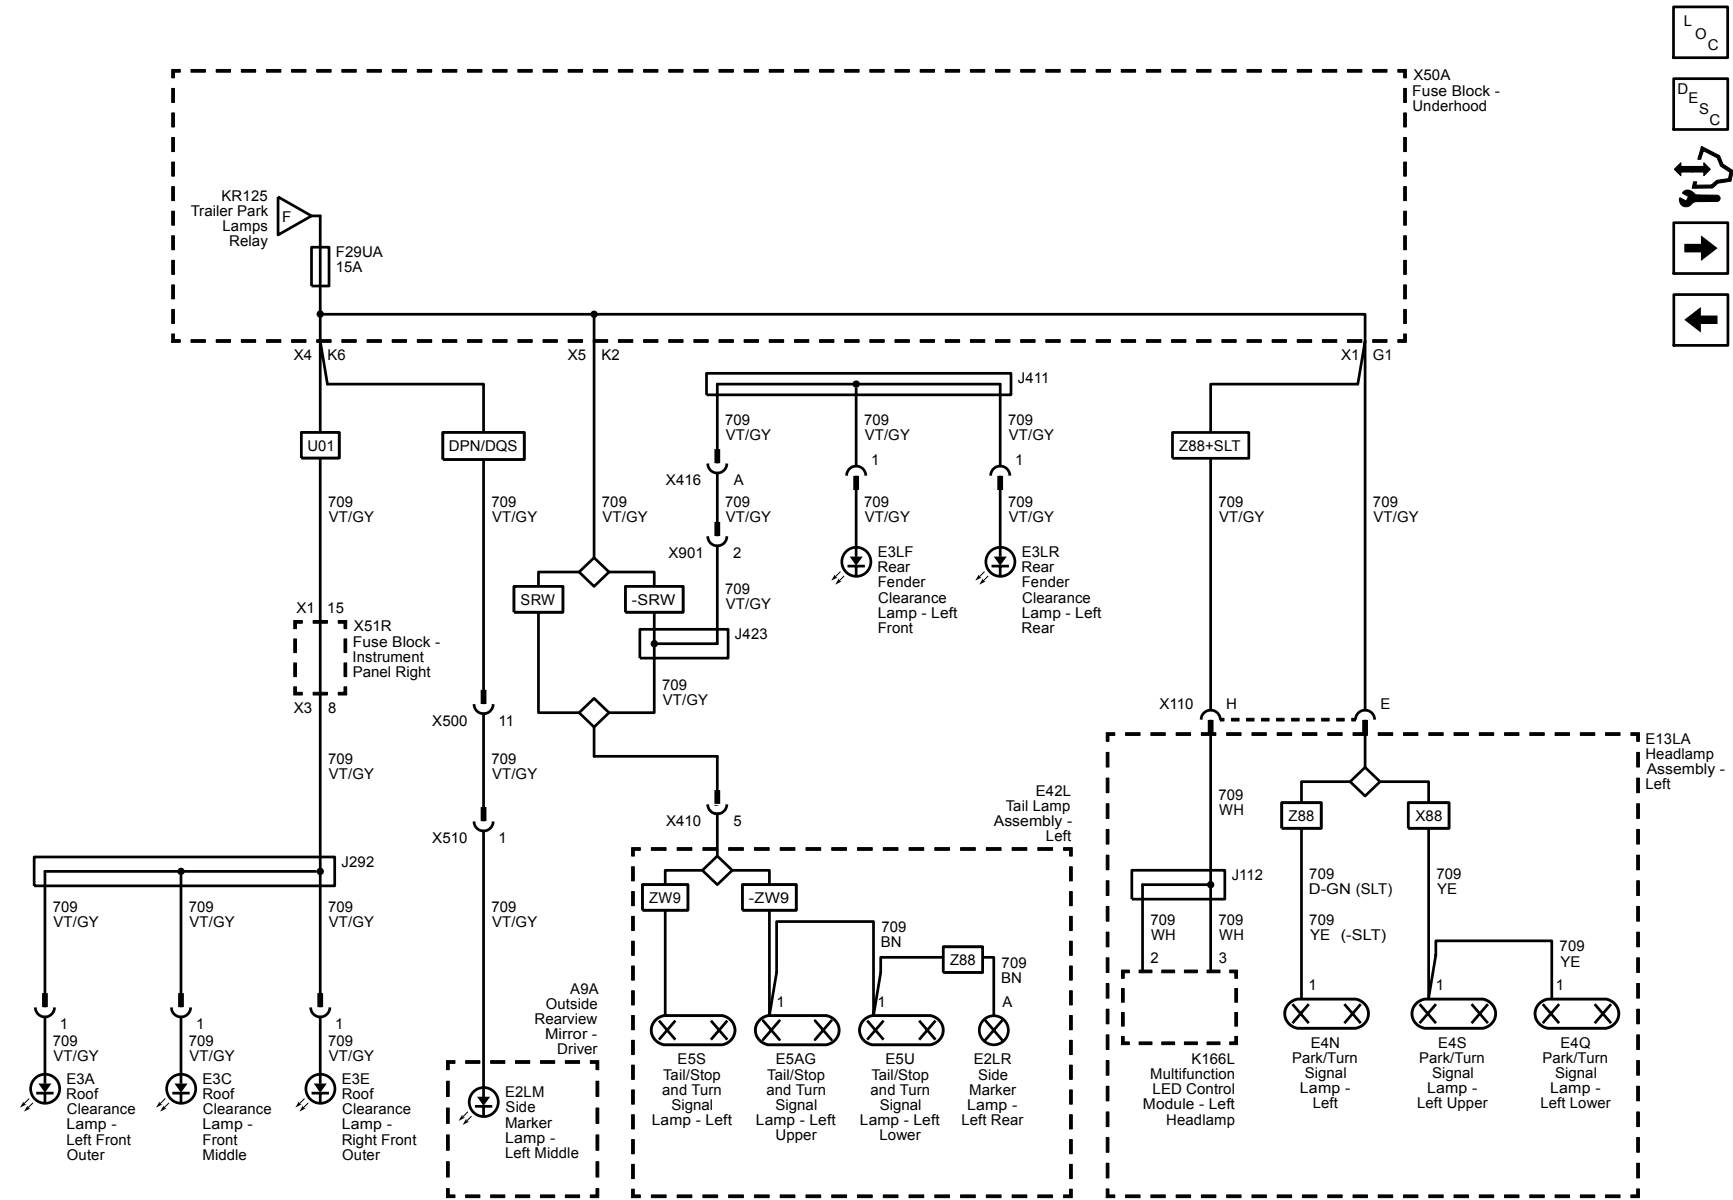 L
O
C
D
E
S
C
X50A
Fuse Block -
Underhood
KR125
Trailer Park
Lamps
Relay
F
F29UA
15A
X4 K6
X5 K2
X1 G1
J411
U01
DPN/DQS
709
VT/GY
709
VT/GY
709
VT/GY
Z88+SLT
1
1
X416 A
709
VT/GY
709
VT/GY
709
VT/GY
709
VT/GY
709
VT/GY
709
VT/GY
709
VT/GY
709
VT/GY
X901 2
E3LF
Rear
Fender
Clearance
Lamp - Left
Front
E3LR
Rear
Fender
Clearance
Lamp - Left
Rear
SRW
-SRW
709
VT/GY
J423
X1 15
X51R
Fuse Block -
Instrument
Panel Right
X3 8
709
VT/GY
X500 11
X110 H
E
709
VT/GY
709
VT/GY
E13LA
Headlamp
Assembly -
Left
E42L
Tail Lamp
Assembly -
Left
709
WH
Z88
X88
X410 5
X510 1
J292
J112
ZW9
-ZW9
709
D-GN (SLT)
709
YE
709
VT/GY
709
VT/GY
709
VT/GY
709
VT/GY
709
BN
709
WH
709
WH
709
YE (-SLT)
Z88
709
BN
2
3
709
YE
A9A
Outside
Rearview
Mirror -
Driver
1
1
A
1
1
1
1
1
1
709
VT/GY
709
VT/GY
709
VT/GY
E3A
Roof
Clearance
Lamp -
Left Front
Outer
E3C
Roof
Clearance
Lamp -
Front
Middle
E3E
Roof
Clearance
Lamp -
Right Front
Outer
E2LM
Side
Marker
Lamp -
Left Middle
E5S
Tail/Stop
and Turn
Signal
Lamp - Left
E5AG
Tail/Stop
and Turn
Signal
Lamp - Left
Upper
E5U
Tail/Stop
and Turn
Signal
Lamp - Left
Lower
E2LR
Side
Marker
Lamp -
Left Rear
K166L
Multifunction
LED Control
Module - Left
Headlamp
E4N
Park/Turn
Signal
Lamp -
Left
E4S
Park/Turn
Signal
Lamp -
Left Upper
E4Q
Park/Turn
Signal
Lamp -
Left Lower